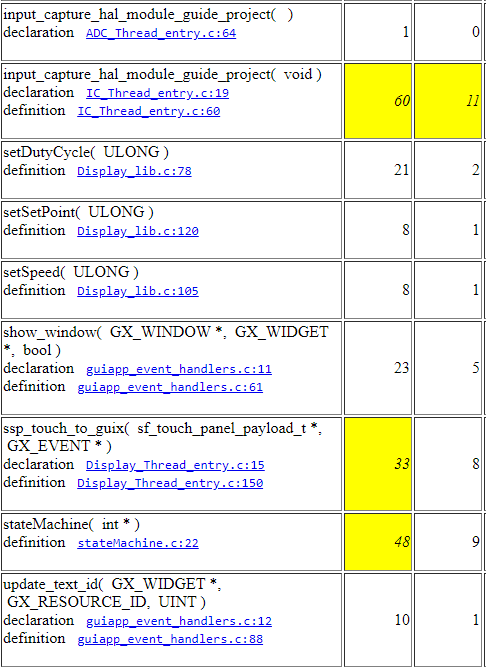 input_capture_hal_module_guide_project( )
declaration ADC_Thread_entry.c:64 1 0
input_capture_hal_module_guide_project( void )
declaration IC_Thread_entry.c:19
definition IC_Thread_entry.c:60 60 11
setDutyCycle( ULONG )
definition Display_lib.c:78 21 2
setSetPoint( ULONG )
definition Display_lib.c:120 8 1
setSpeed( ULONG )
definition Display_lib.c:105 8 1
show_window( GX_WINDOW *, GX_WIDGET
*, bool )
declaration guiapp_event_handlers.c:11 23 5
definition guiapp_event_handlers.c:61
ssp_touch_to_guix( sf_touch_panel_payload_t *,
GX_EVENT * )
declaration Display_Thread_entry.c:15 33 8
definition Display_Thread_entry.c:150
stateMachine( int * )
definition stateMachine.c:22 48 9
update_text_id( GX_WIDGET *,
GX_RESOURCE_ID, UINT )
declaration guiapp_event_handlers.c:12 10 1
definition guiapp_event_handlers.c:88